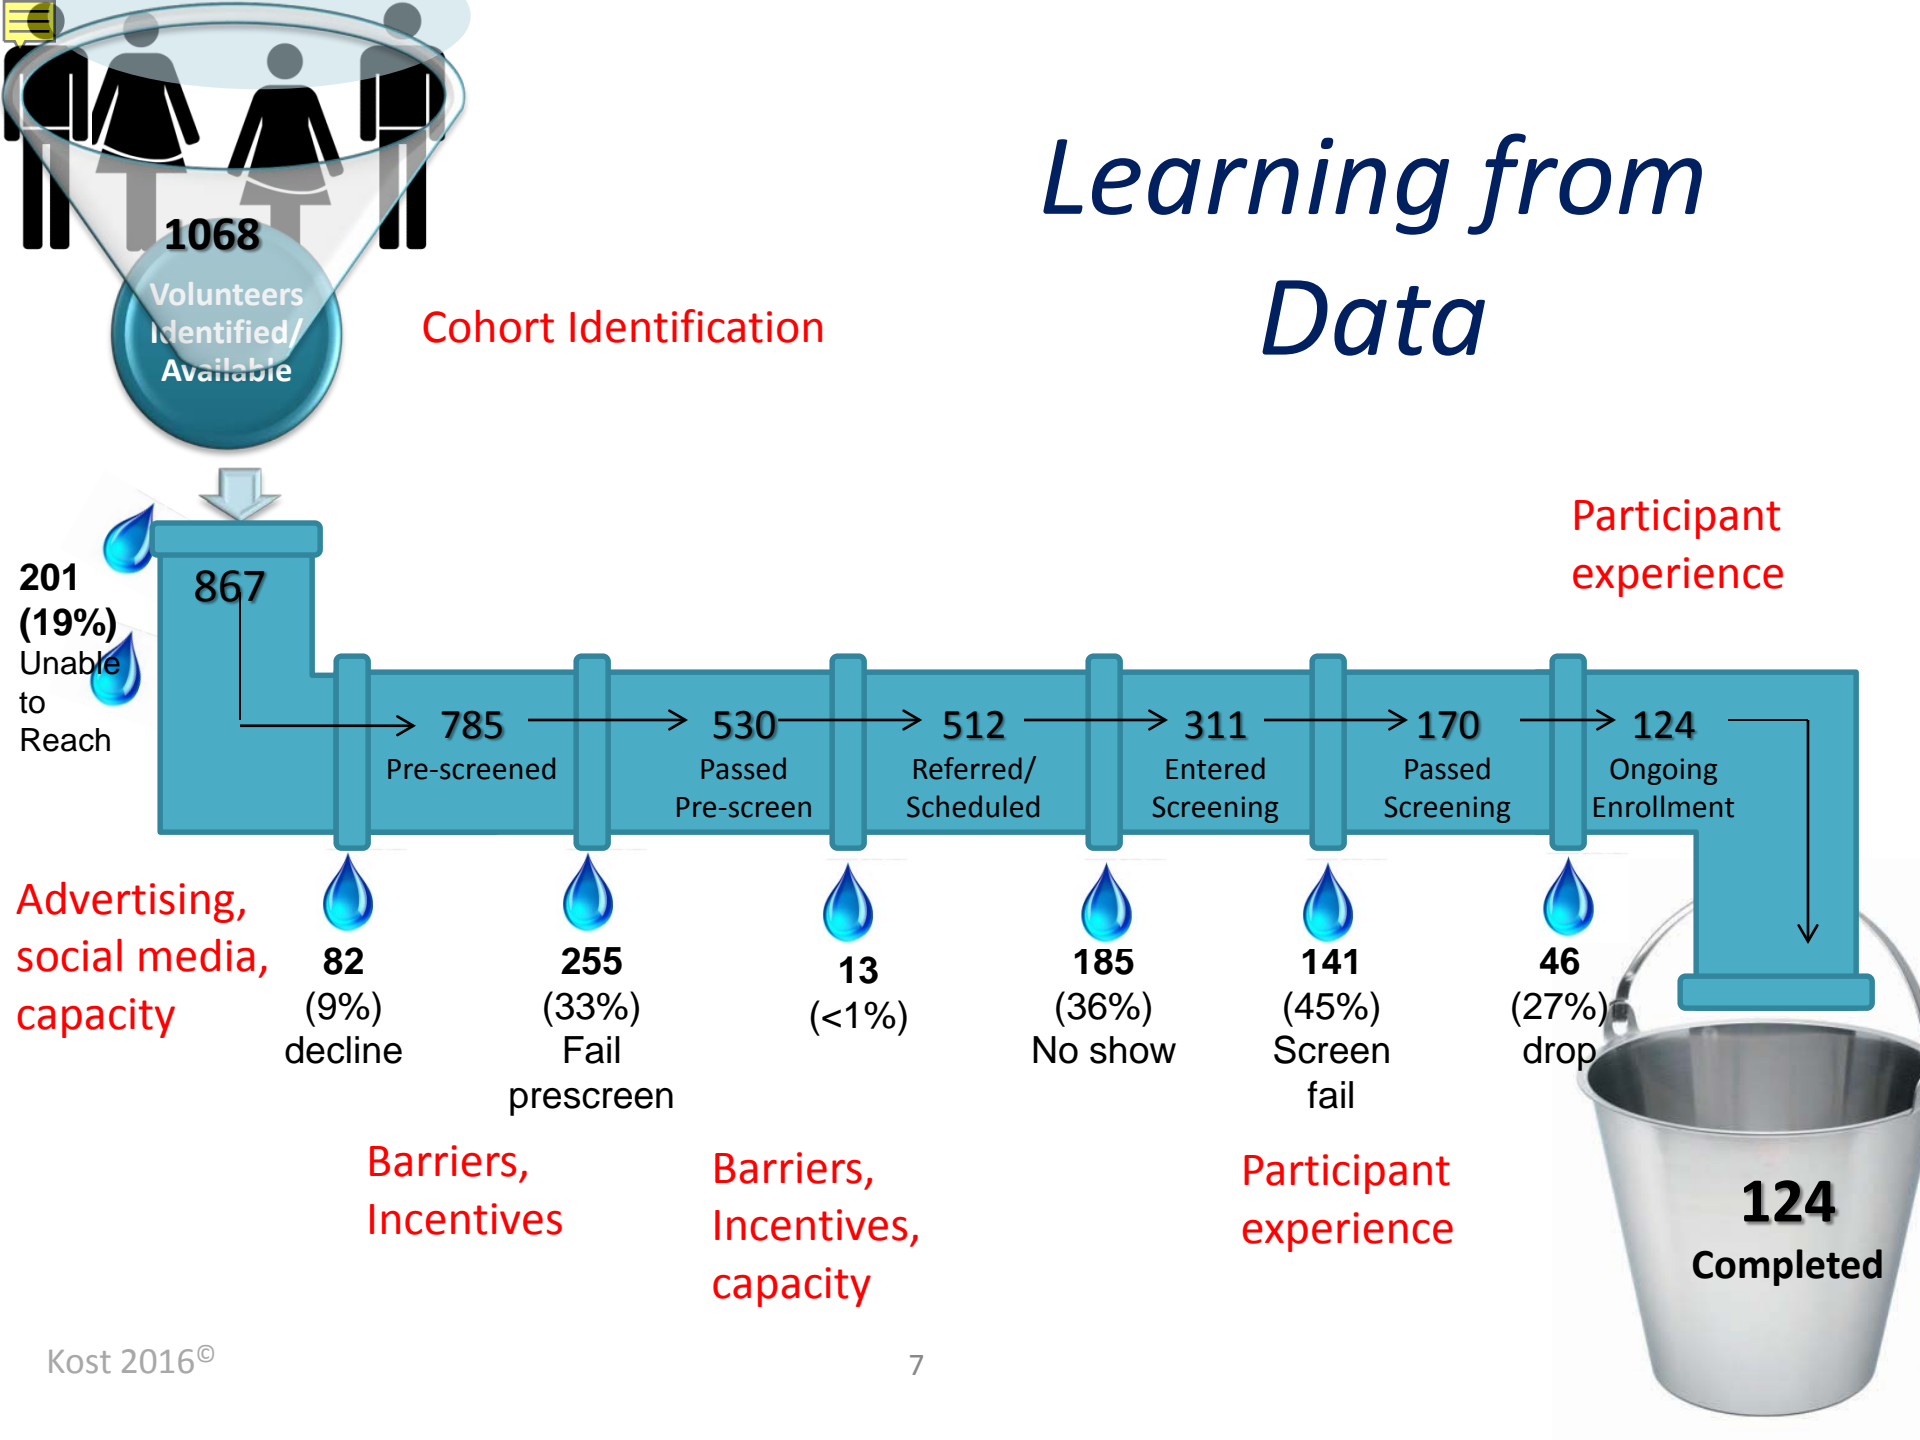 Learning from
Data
1068
Volunteers
Identified/
Available
Cohort Identification
201
(19%)
Unable
to
Reach
867
Participant
experience
785
Pre-screened
530
Passed
Pre-screen
512
Referred/
Scheduled
311
Entered
Screening
170
Passed
Screening
124
Ongoing
Enrollment
Advertising,
social media,
capacity
82
(9%)
decline
255
(33%)
Fail
prescreen
13
(<1%)
185
(36%)
No show
141
(45%)
Screen
fail
46
(27%)
drop
Barriers,
Incentives
Barriers,
Incentives,
capacity
Participant
experience
124
Completed
Kost 2016©
7